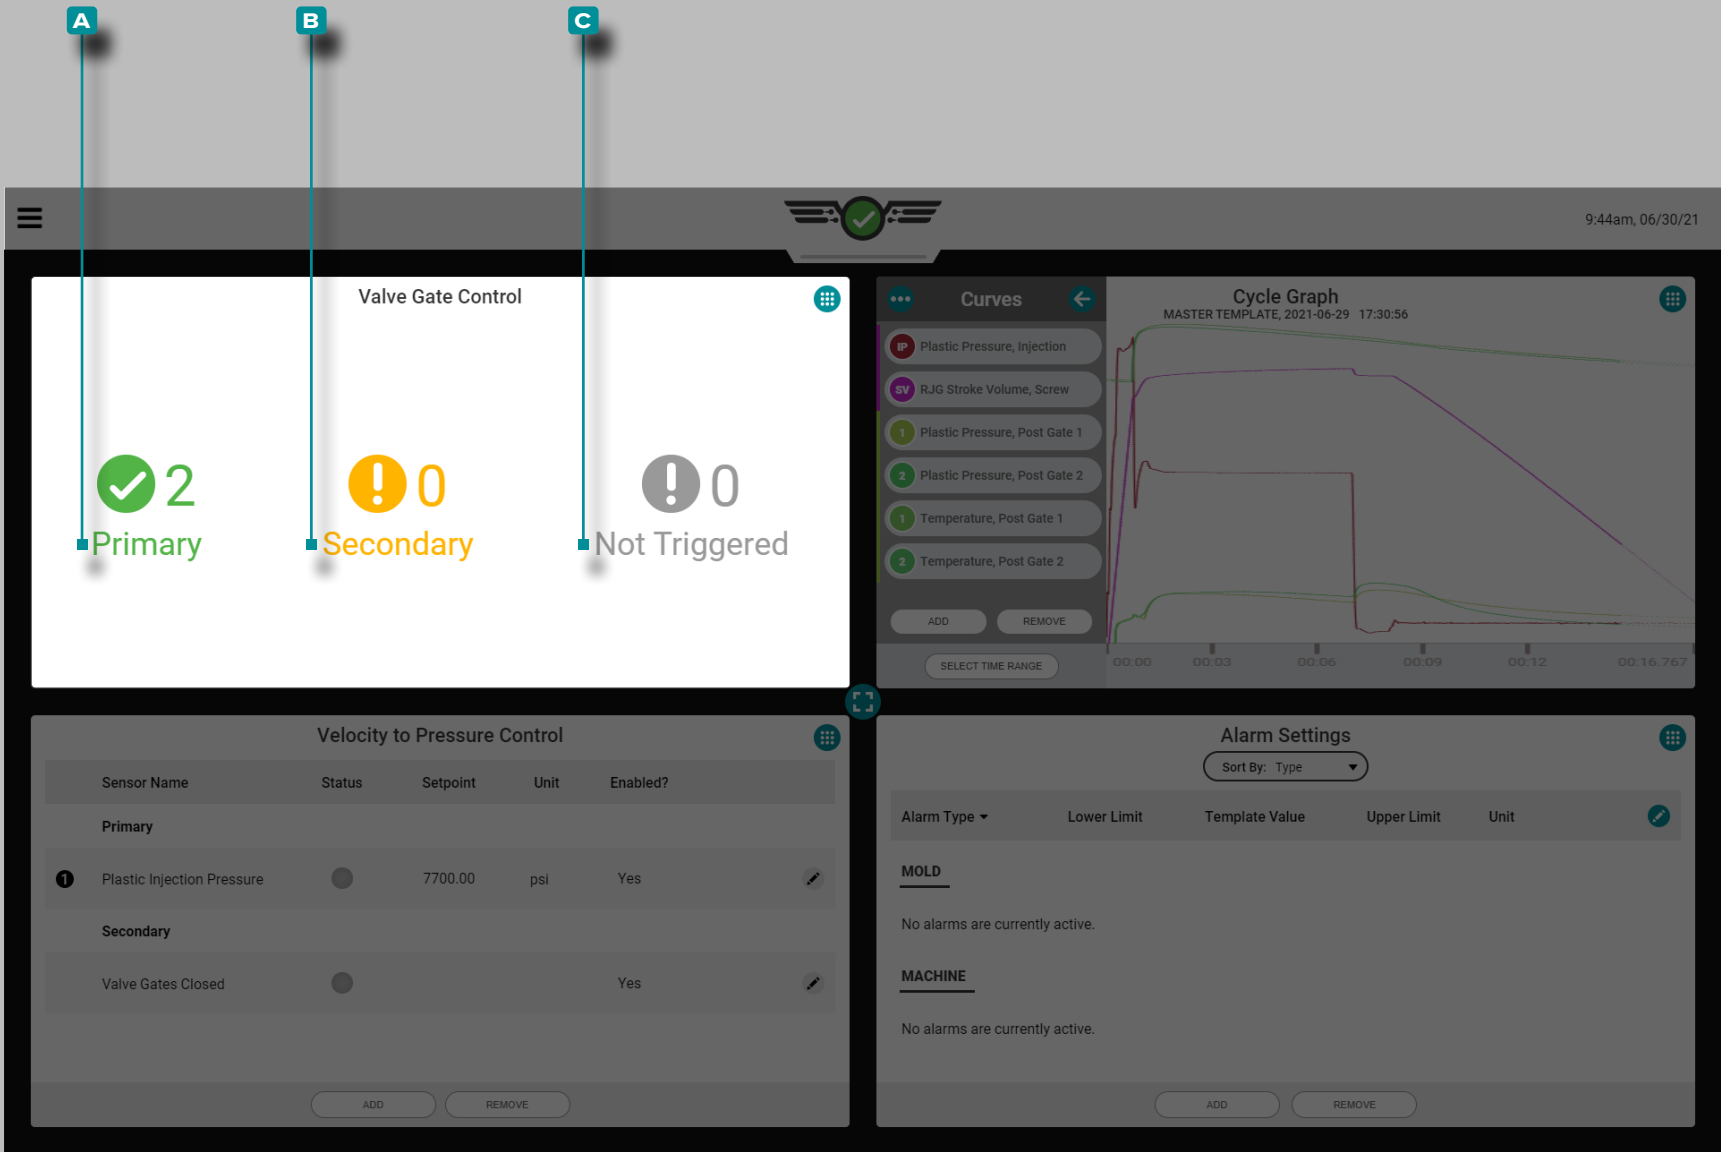 A
B
C
9:44am, 06/30/21
Valve Gate Control
2
Primary
0
Secondary
0
Not Triggered
Curves
IP Plastic Pressure, Injection
SV RJG Stroke Volume, Screw
1 Plastic Pressure, Post Gate 1
2 Plastic Pressure, Post Gate 2
1 Temperature, Post Gate 1
2 Temperature, Post Gate 2
ADD REMOVE
SELECT TIME RANGE
Cycle Graph
MASTER TEMPLATE, 2021-06-29 17:30:56
00:00 00:03 00:06 00:09 00:12 00:16.767
Velocity to Pressure Control
Sensor Name Status Setpoint Unit Enabled?
Primary
1 Plastic Injection Pressure 7700.00 psi Yes
Secondary
Valve Gates Closed Yes
ADD REMOVE
Alarm Settings
Sort By: Type
Alarm Type Lower Limit Template Value Upper Limit Unit
MOLD
No alarms are currently active.
MACHINE
No alarms are currently active.
ADD REMOVE